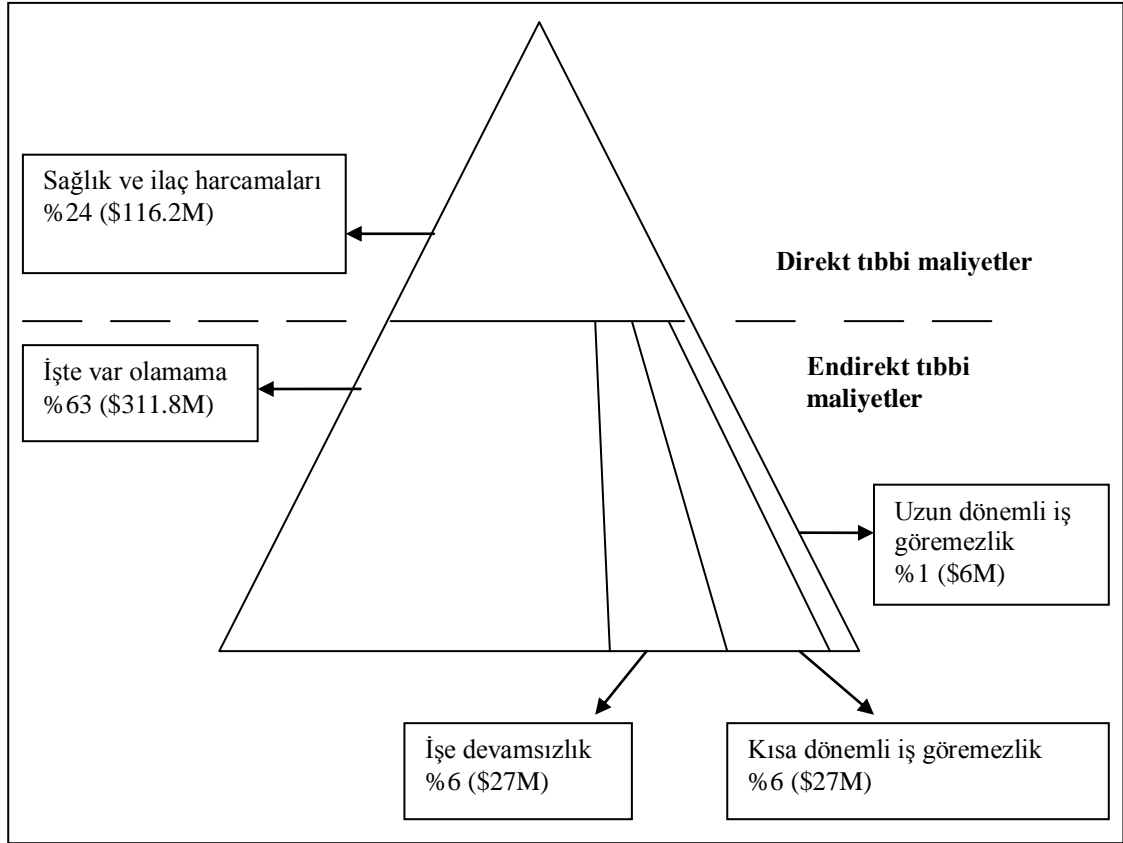 Sağlık ve ilaç harcamaları
%24 ($116.2M)
Direkt tıbbi maliyetler
İşte var olamama
%63 ($311.8M)
Endirekt tıbbi
maliyetler
Uzun dönemli iş
göremezlik
%1 ($6M)
İşe devamsızlık
%6 ($27M)
Kısa dönemli iş göremezlik
%6 ($27M)